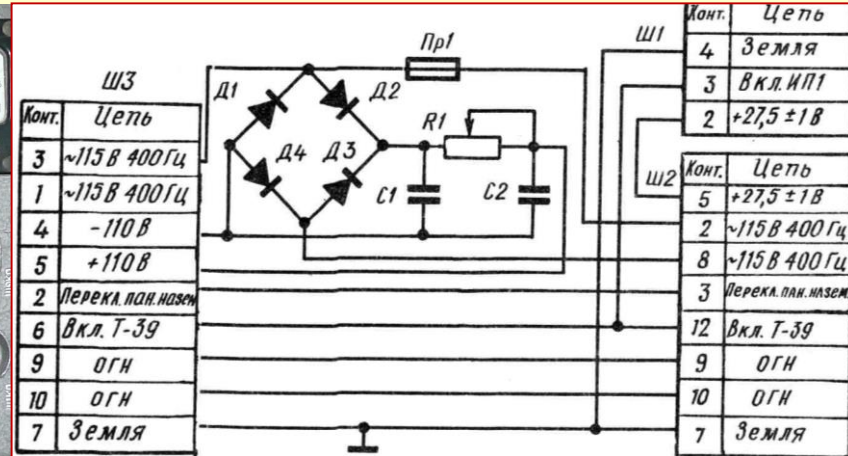 Ш3
Конт. Цепь
3 ~115 В 400 Гц
1 ~115 В 400 Гц
4 -110 В
5 +110 В
2 Перекл. пан. назем
6 Вкл. Т-39
9 ОГН
10 ОГН
7 Земля
Д1
Д2
Д4
Д3
Пр1
R1
С1
С2
Ш1
Конт. Цепь
4 Земля
3 Вкл. ИП1
2 +27,5 ± 1 В
Ш2
Конт. Цепь
5 +27,5 ± 1 В
2 ~115 В 400 Гц
8 ~115 В 400 Гц
3 Перекл. пан. назем
12 Вкл. Т-39
9 ОГН
10 ОГН
7 Земля